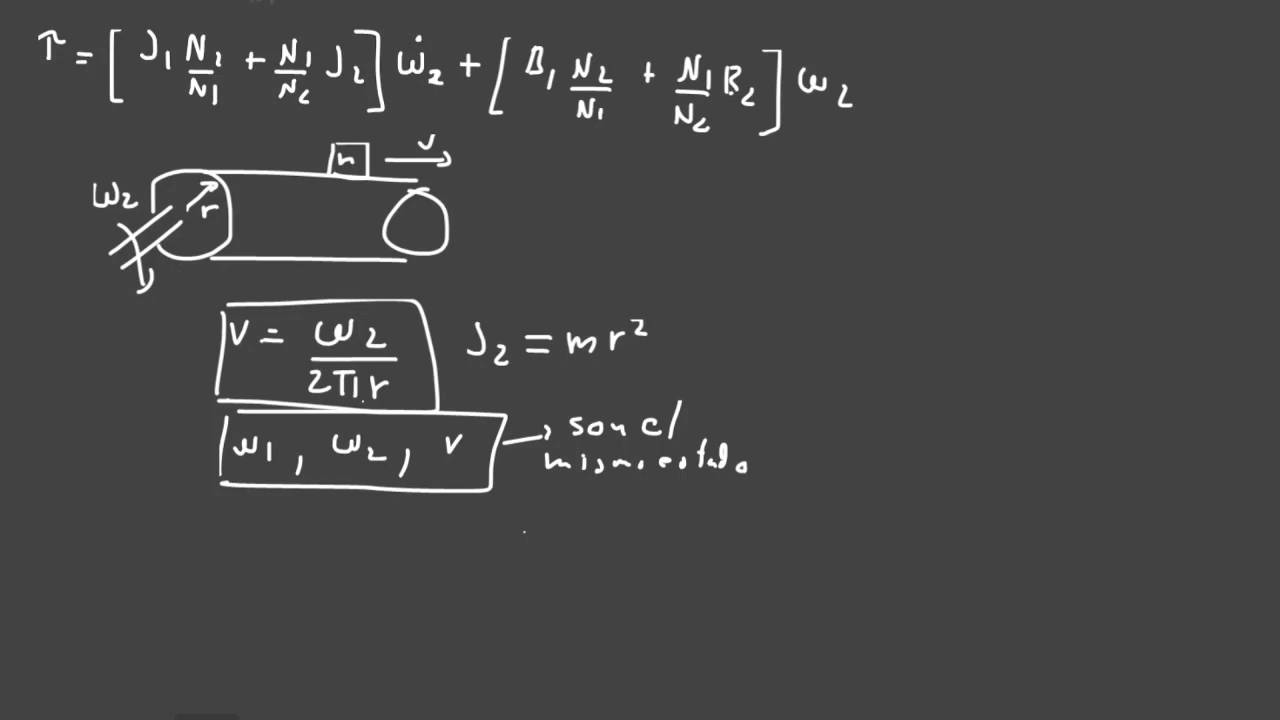 τ = [ J₁ N₂/N₁ + N₁/N₂ J₂ ] ω̇₂ + [ B₁ N₂/N₁ + N₁/N₂ B₂ ] ω₂
m v
ω₂ r
v = ω₂/2πr J₂ = m r²
ω₁, ω₂, v → son c/
mismo estado